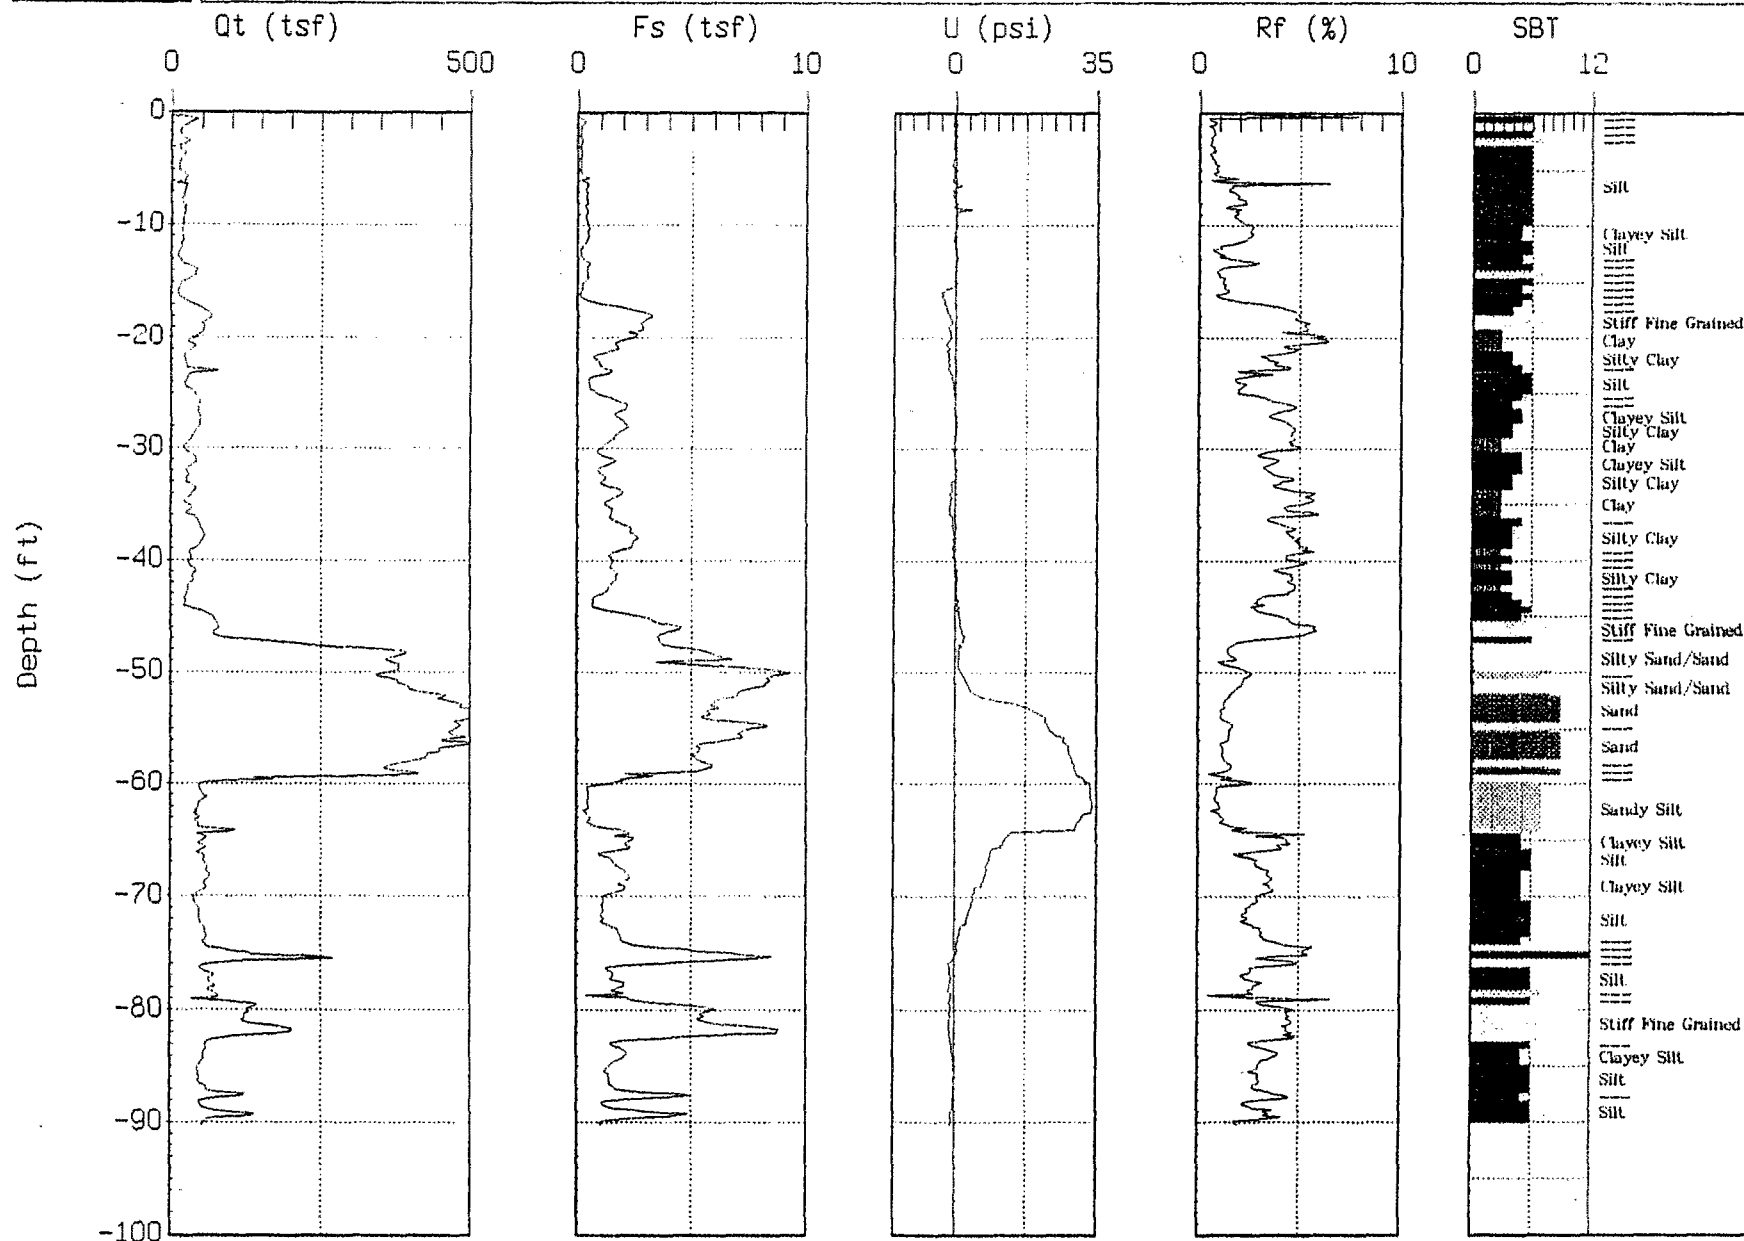 Qt (tsf) Fs (tsf) U (psi) Rf (%) SBT
0 500 0 10 0 35 0 10 0 12
Depth (ft)
0
-10
-20
-30
-40
-50
-60
-70
-80
-90
-100
Silt
Clayey Silt
Silt
Stiff Fine Grained
Clay
Silty Clay
Silt
Clayey Silt
Silty Clay
Clay
Clayey Silt
Silty Clay
Clay
Silty Clay
Silty Clay
Stiff Fine Grained
Silty Sand/Sand
Silty Sand/Sand
Sand
Sand
Sandy Silt
Clayey Silt
Silt
Clayey Silt
Silt
Silt
Stiff Fine Grained
Clayey Silt
Silt
Silt